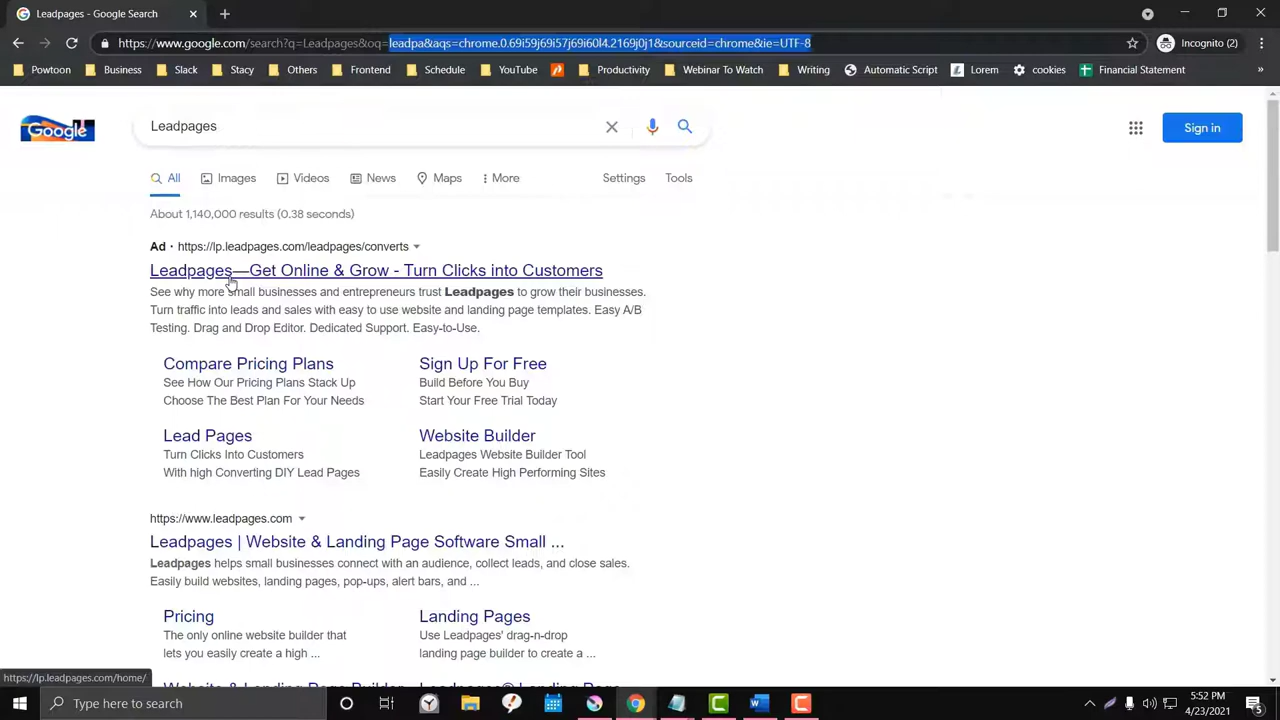 Leadpages - Google Search
Incognito (2)
https://www.google.com/search?q=Leadpages&oq=leadpa&aqs=chrome.0.69i59j69i57j69i60l4.2169j0j1&sourceid=chrome&ie=UTF-8
Powtoon Business Slack Stacy Others Frontend Schedule YouTube Productivity Webinar To Watch Writing Automatic Script Lorem cookies Financial Statement »
Google
Leadpages
Sign in
All Images Videos News Maps More Settings Tools
About 1,140,000 results (0.38 seconds)
Ad · https://lp.leadpages.com/leadpages/converts
Leadpages—Get Online & Grow - Turn Clicks into Customers
See why more small businesses and entrepreneurs trust Leadpages to grow their businesses.
Turn traffic into leads and sales with easy to use website and landing page templates. Easy A/B
Testing. Drag and Drop Editor. Dedicated Support. Easy-to-Use.
Compare Pricing Plans
See How Our Pricing Plans Stack Up
Choose The Best Plan For Your Needs
Sign Up For Free
Build Before You Buy
Start Your Free Trial Today
Lead Pages
Turn Clicks Into Customers
With high Converting DIY Lead Pages
Website Builder
Leadpages Website Builder Tool
Easily Create High Performing Sites
https://www.leadpages.com
Leadpages | Website & Landing Page Software Small ...
Leadpages helps small businesses connect with an audience, collect leads, and close sales.
Easily build websites, landing pages, pop-ups, alert bars, and ...
Pricing
The only online website builder that
lets you easily create a high ...
Landing Pages
Use Leadpages' drag-n-drop
landing page builder to create a ...
https://lp.leadpages.com/home/
Type here to search
5:52 PM
4/23/2021
5